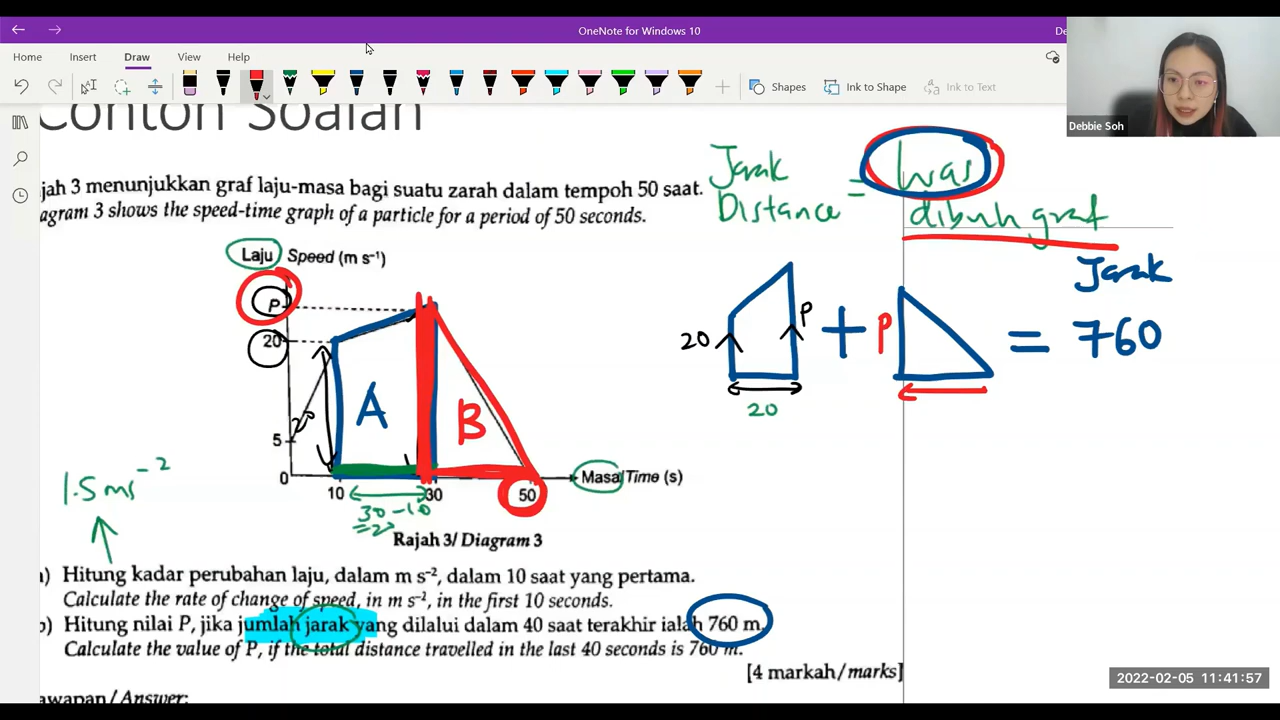 OneNote for Windows 10
Home Insert Draw View Help
Shapes Ink to Shape Ink to Text
Debbie Soh
Contoh Soalan
jah 3 menunjukkan graf laju-masa bagi suatu zarah dalam tempoh 50 saat.
agram 3 shows the speed-time graph of a particle for a period of 50 seconds.
Jarak
Distance = luas
dibwh graf
Laju Speed (m s⁻¹)
P
20
5
0
10 30 50
Masa/Time (s)
A
B
20
30 - 10
Rajah 3/ Diagram 3
1.5 ms⁻²
20 P
20
+ P = 760
Jarak
) Hitung kadar perubahan laju, dalam m s⁻², dalam 10 saat yang pertama.
Calculate the rate of change of speed, in m s⁻¹, in the first 10 seconds.
) Hitung nilai P, jika jumlah jarak yang dilalui dalam 40 saat terakhir ialah 760 m.
Calculate the value of P, if the total distance travelled in the last 40 seconds is 760 m.
[4 markah/marks]
awapan/Answer:
2022-02-05 11:41:57